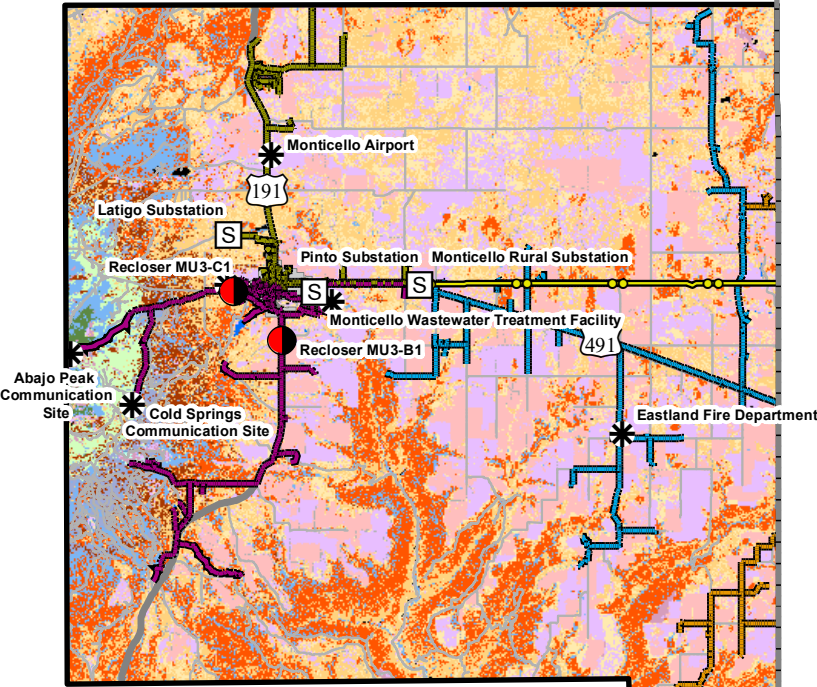 Monticello Airport
191
Latigo Substation
S
Pinto Substation
Monticello Rural Substation
Recloser MU3-C1
S
S
Monticello Wastewater Treatment Facility
491
Recloser MU3-B1
Abajo Peak
Communication
Site
Cold Springs
Communication Site
Eastland Fire Department